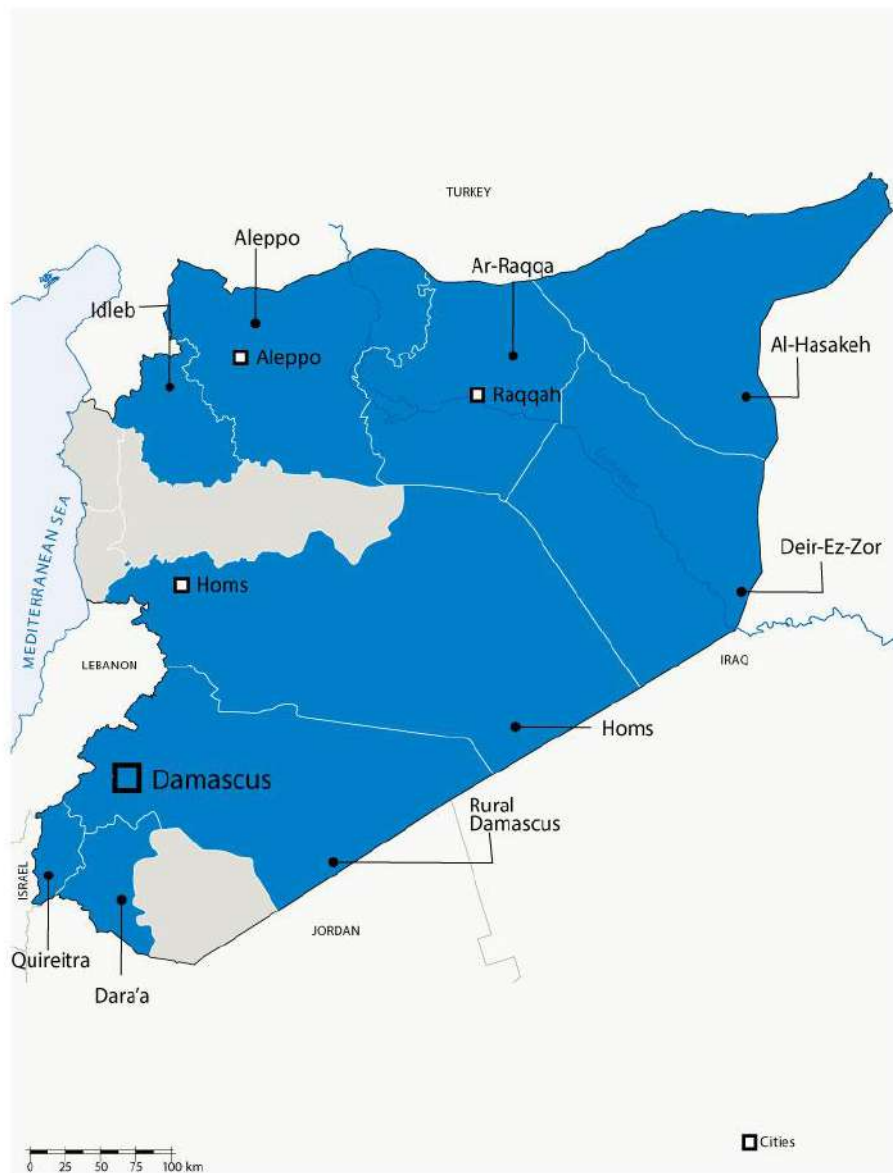 TURKEY
Aleppo
Ar-Raqqa
Idleb
Aleppo
Al-Hasakeh
Raqqah
MEDITERRANEAN SEA
Deir-Ez-Zor
Homs
LEBANON
IRAQ
Homs
Damascus
Rural
Damascus
ISRAEL
JORDAN
Quireitra
Dara'a
0 25 50 75 100 km
Cities